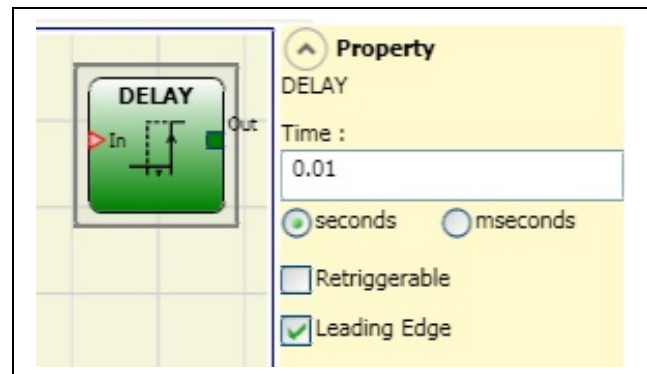 DELAY
In
Out
Property
DELAY
Time :
0.01
seconds mseconds
Retriggerable
Leading Edge